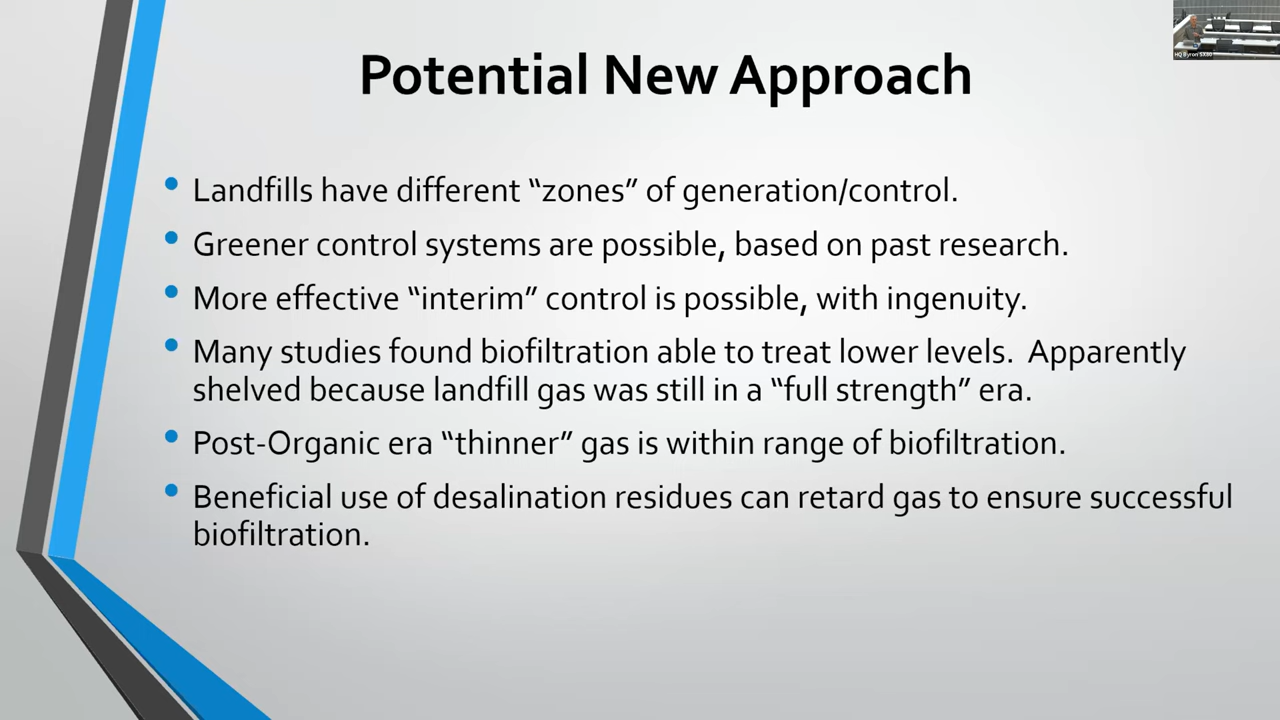 Potential New Approach
Landfills have different “zones” of generation/control.
Greener control systems are possible, based on past research.
More effective “interim” control is possible, with ingenuity.
Many studies found biofiltration able to treat lower levels.  Apparently
shelved because landfill gas was still in a “full strength” era.
Post-Organic era “thinner” gas is within range of biofiltration.
Beneficial use of desalination residues can retard gas to ensure successful
biofiltration.